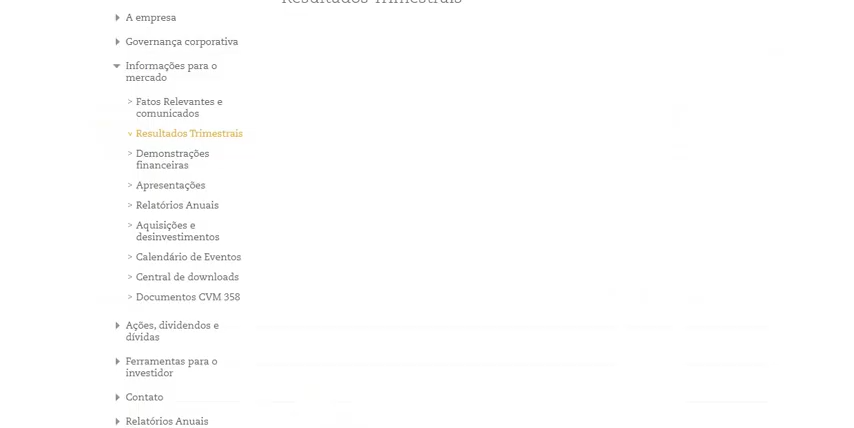 Resultados Trimestrais
A empresa
Governança corporativa
Informações para o
mercado
> Fatos Relevantes e
comunicados
v Resultados Trimestrais
> Demonstrações
financeiras
> Apresentações
> Relatórios Anuais
> Aquisições e
desinvestimentos
> Calendário de Eventos
> Central de downloads
> Documentos CVM 358
Ações, dividendos e
dívidas
Ferramentas para o
investidor
Contato
Relatórios Anuais